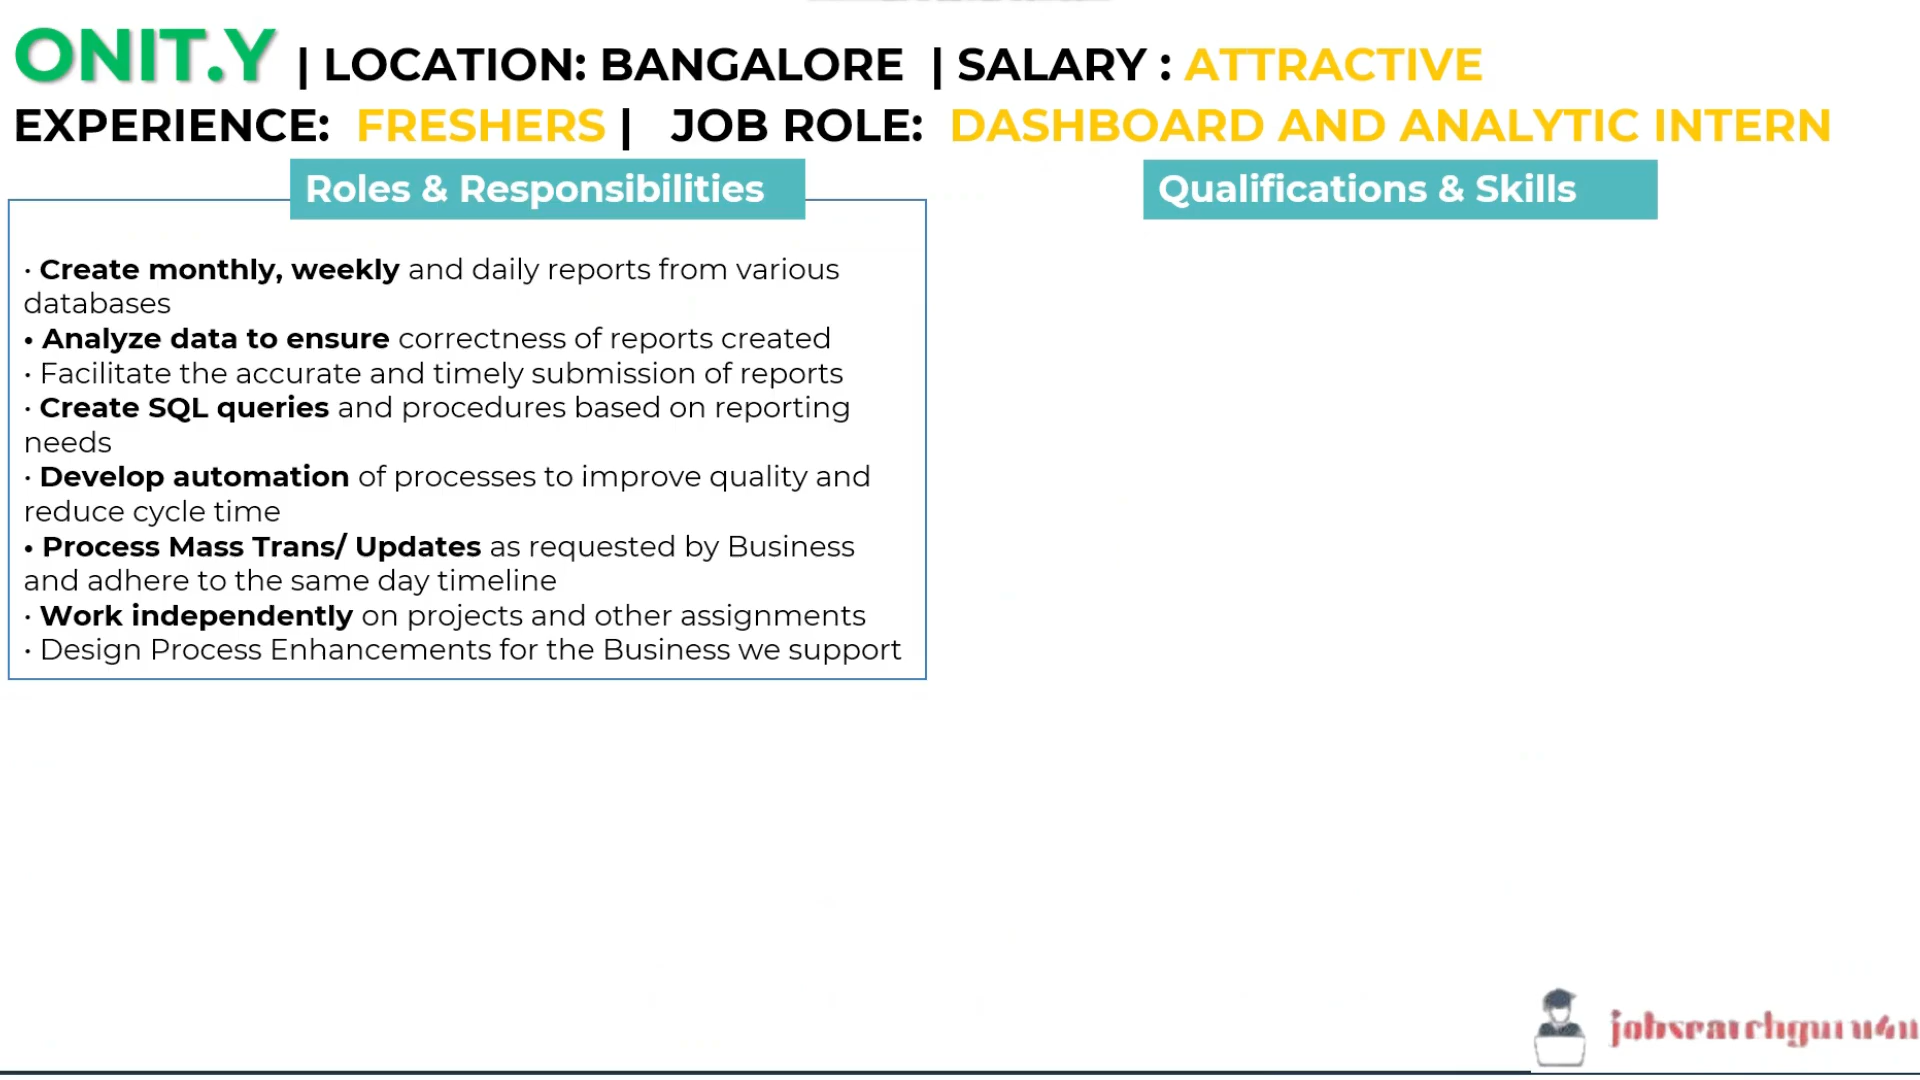 ONIT.Y | LOCATION: BANGALORE | SALARY : ATTRACTIVE
EXPERIENCE: FRESHERS | JOB ROLE: DASHBOARD AND ANALYTIC INTERN
Roles & Responsibilities
· Create monthly, weekly and daily reports from various
databases
• Analyze data to ensure correctness of reports created
· Facilitate the accurate and timely submission of reports
· Create SQL queries and procedures based on reporting
needs
· Develop automation of processes to improve quality and
reduce cycle time
• Process Mass Trans/ Updates as requested by Business
and adhere to the same day timeline
· Work independently on projects and other assignments
· Design Process Enhancements for the Business we support
Qualifications & Skills
jobsearchguru4u